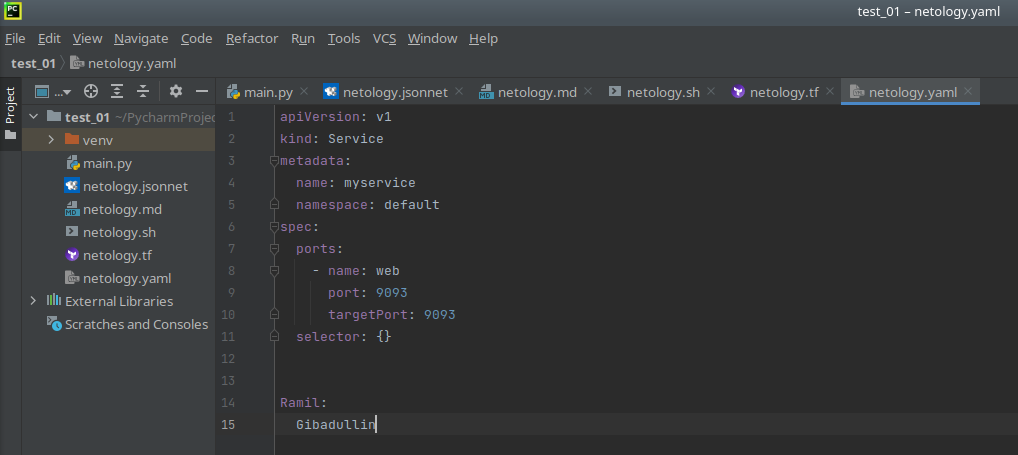 PC
test_01 – netology.yaml
File Edit View Navigate Code Refactor Run Tools VCS Window Help
test_01 netology.yaml
Project
...
main.py netology.jsonnet netology.md netology.sh netology.tf netology.yaml
test_01 ~/PycharmProjec
venv
main.py
netology.jsonnet
netology.md
netology.sh
netology.tf
netology.yaml
External Libraries
Scratches and Consoles
1 apiVersion: v1
2 kind: Service
3 metadata:
4   name: myservice
5   namespace: default
6 spec:
7   ports:
8     - name: web
9       port: 9093
10       targetPort: 9093
11   selector: {}
12
13
14 Ramil:
15   Gibadullin